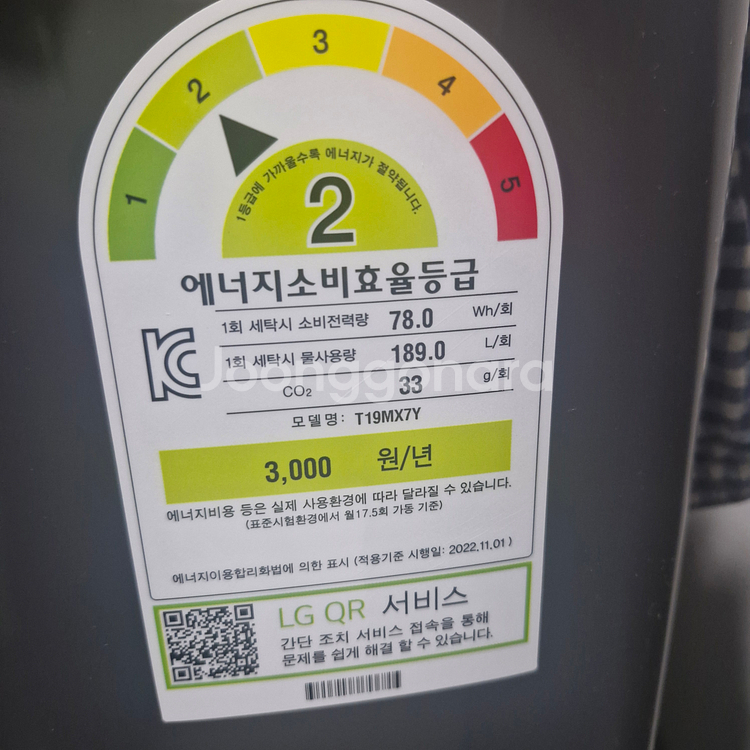 1
2
3
4
5
1등급에 가까울수록 에너지가 절약됩니다.
2
에너지소비효율등급
1회 세탁시 소비전력량 78.0 Wh/회
1회 세탁시 물사용량 189.0 L/회
CO₂ 33 g/회
모델명: T19MX7Y
3,000 원/년
에너지비용 등은 실제 사용환경에 따라 달라질 수 있습니다.
(표준시험환경에서 월17.5회 가동 기준)
에너지이용합리화법에 의한 표시 (적용기준 시행일: 2022.11.01)
LG QR 서비스
간단 조치 서비스 접속을 통해
문제를 쉽게 해결 할 수 있습니다.
Joonggonara